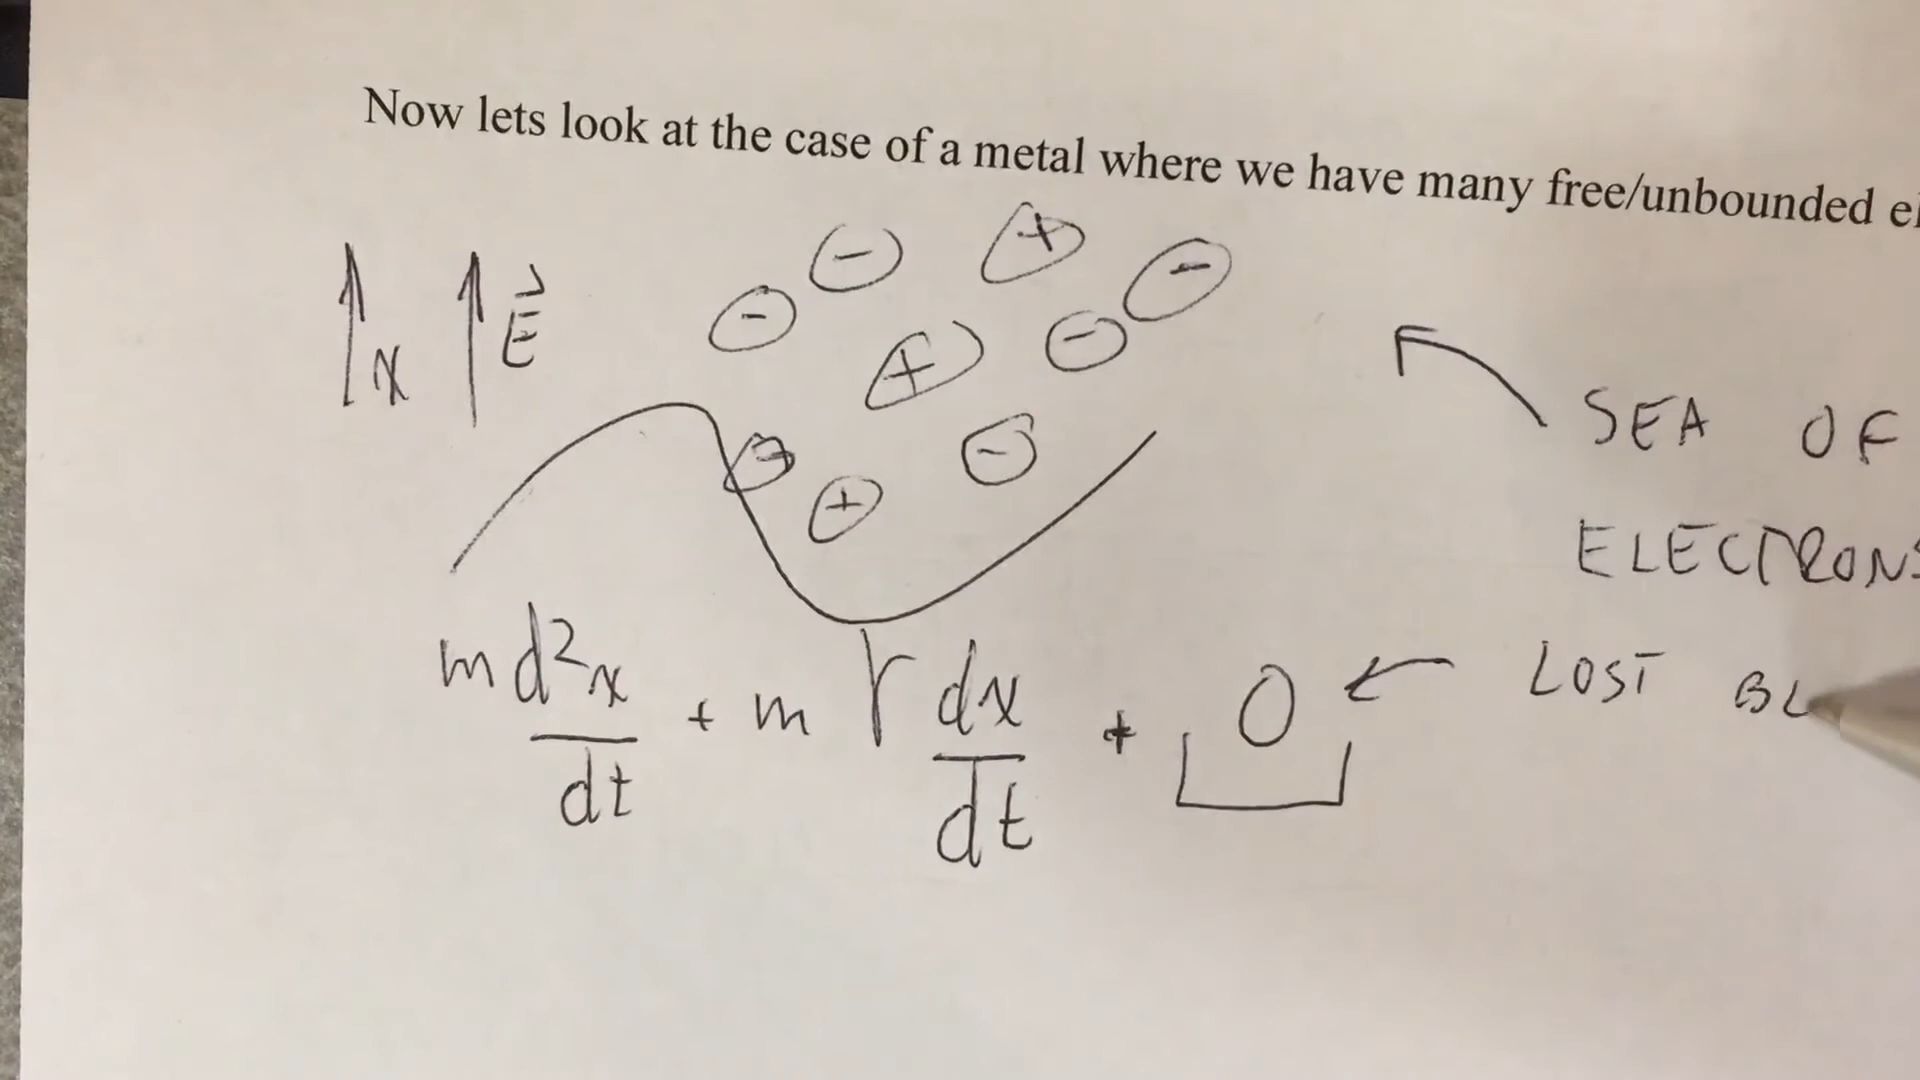 Now lets look at the case of a metal where we have many free/unbounded el
x E⃗
- + -
- + -
- + -
SEA OF
ELECTRONS
m d²x/dt + m Γ dx/dt + 0 ← LOST